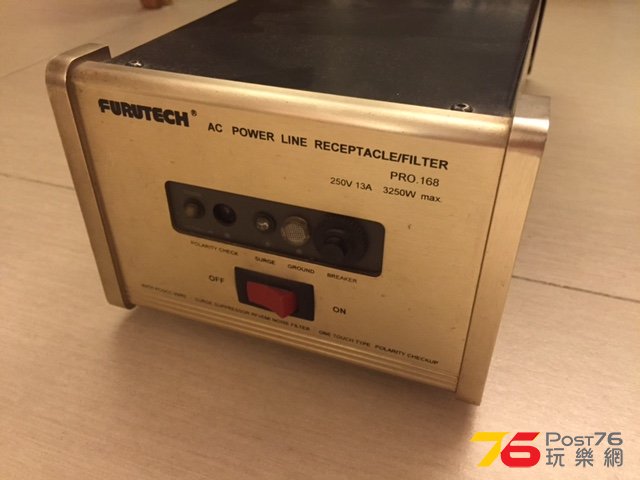 FURUTECH®
AC POWER LINE RECEPTACLE/FILTER
PRO.168
250V 13A 3250W max.
POLARITY CHECK SURGE GROUND BREAKER
OFF
ON
SURGE SUPPRESSOR RF/EMI NOISE FILTER ONE TOUCH TYPE POLARITY CHECKUP
76 POST76
玩樂網